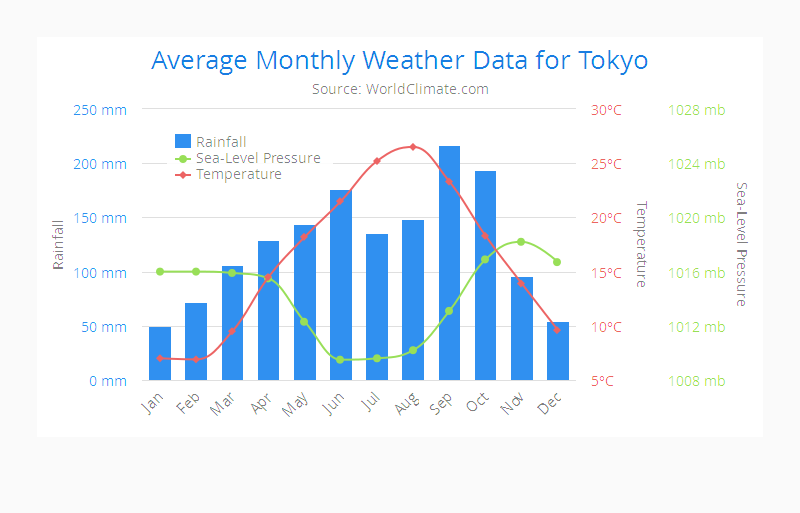 Average Monthly Weather Data for Tokyo
Source: WorldClimate.com
250 mm
200 mm
150 mm
100 mm
50 mm
0 mm
Rainfall
Rainfall
Sea-Level Pressure
Temperature
30°C
25°C
20°C
15°C
10°C
5°C
Temperature
1028 mb
1024 mb
1020 mb
1016 mb
1012 mb
1008 mb
Sea-Level Pressure
Jan
Feb
Mar
Apr
May
Jun
Jul
Aug
Sep
Oct
Nov
Dec